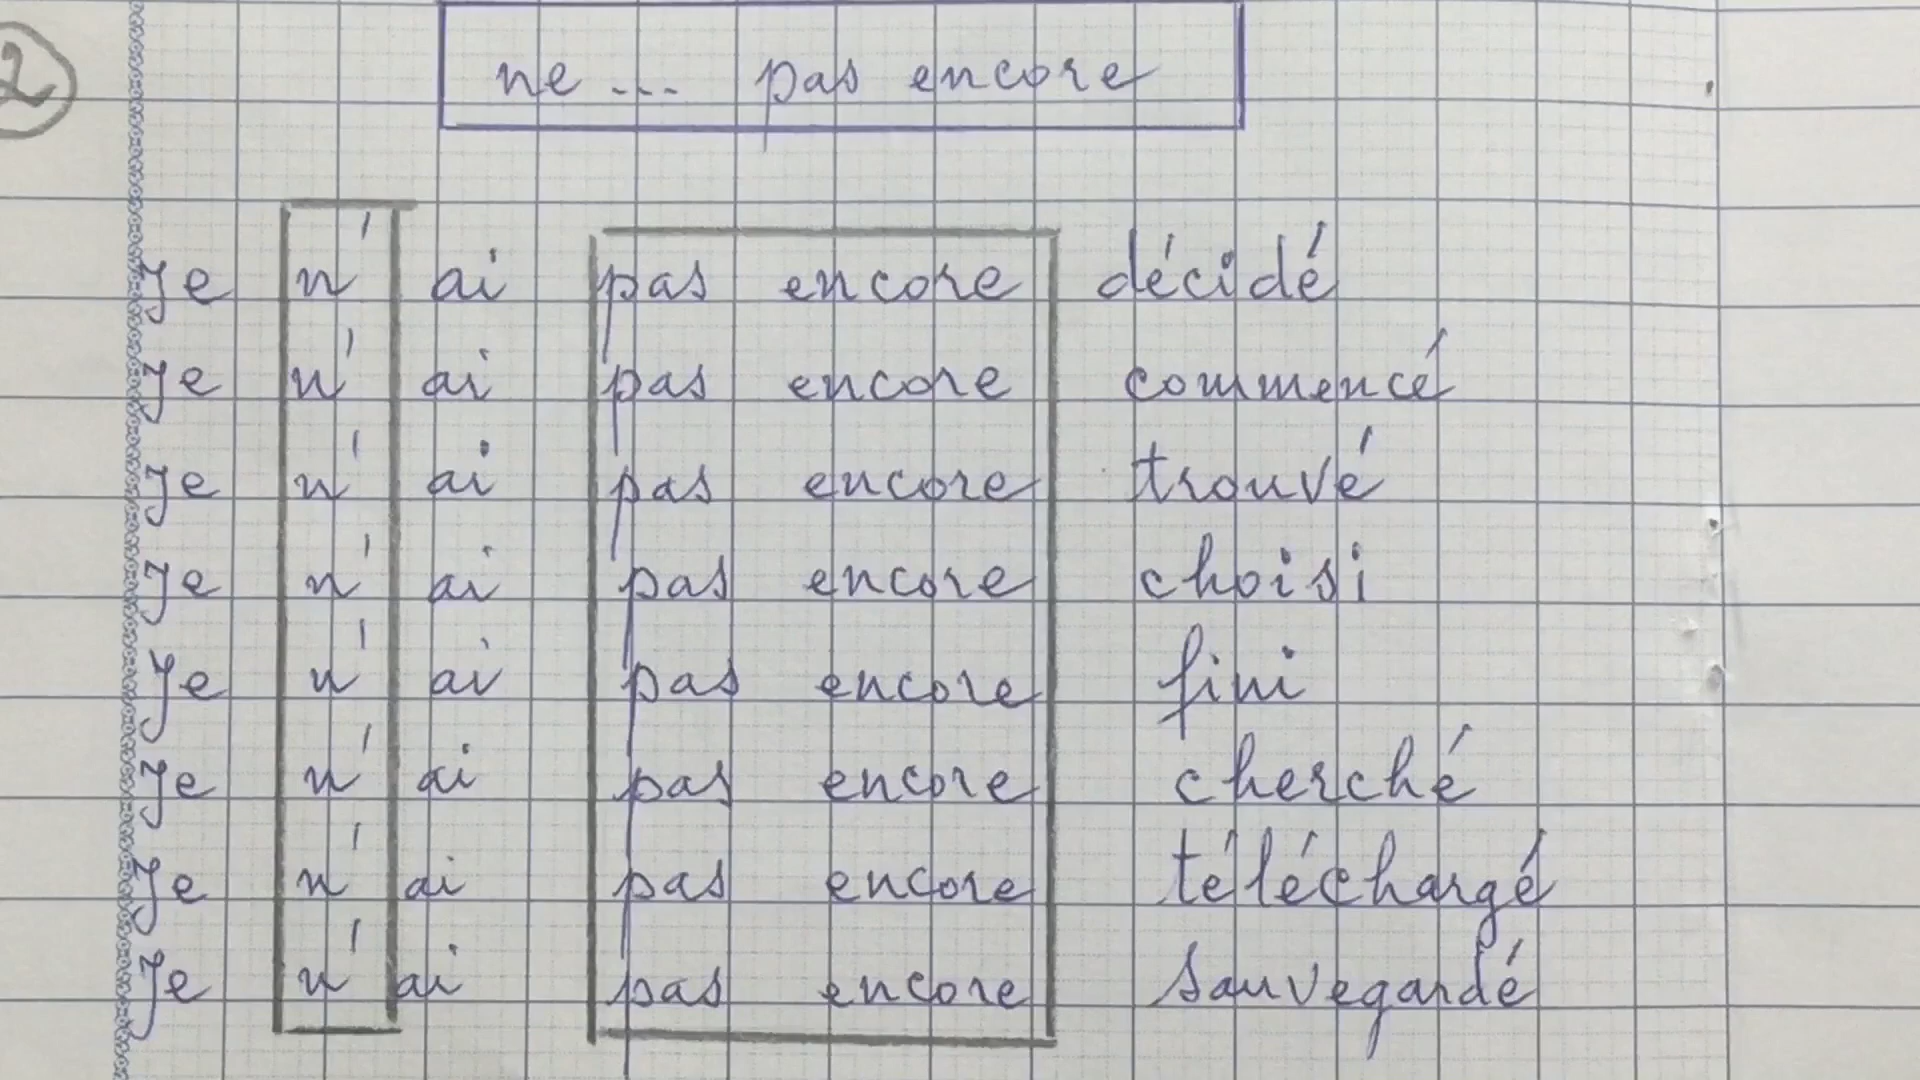 2
ne ... pas encore
Je n' ai pas encore décidé
Je n' ai pas encore commencé
Je n' ai pas encore trouvé
Je n' ai pas encore choisi
Je n' ai pas encore fini
Je n' ai pas encore cherché
Je n' ai pas encore téléchargé
Je n' ai pas encore sauvegardé